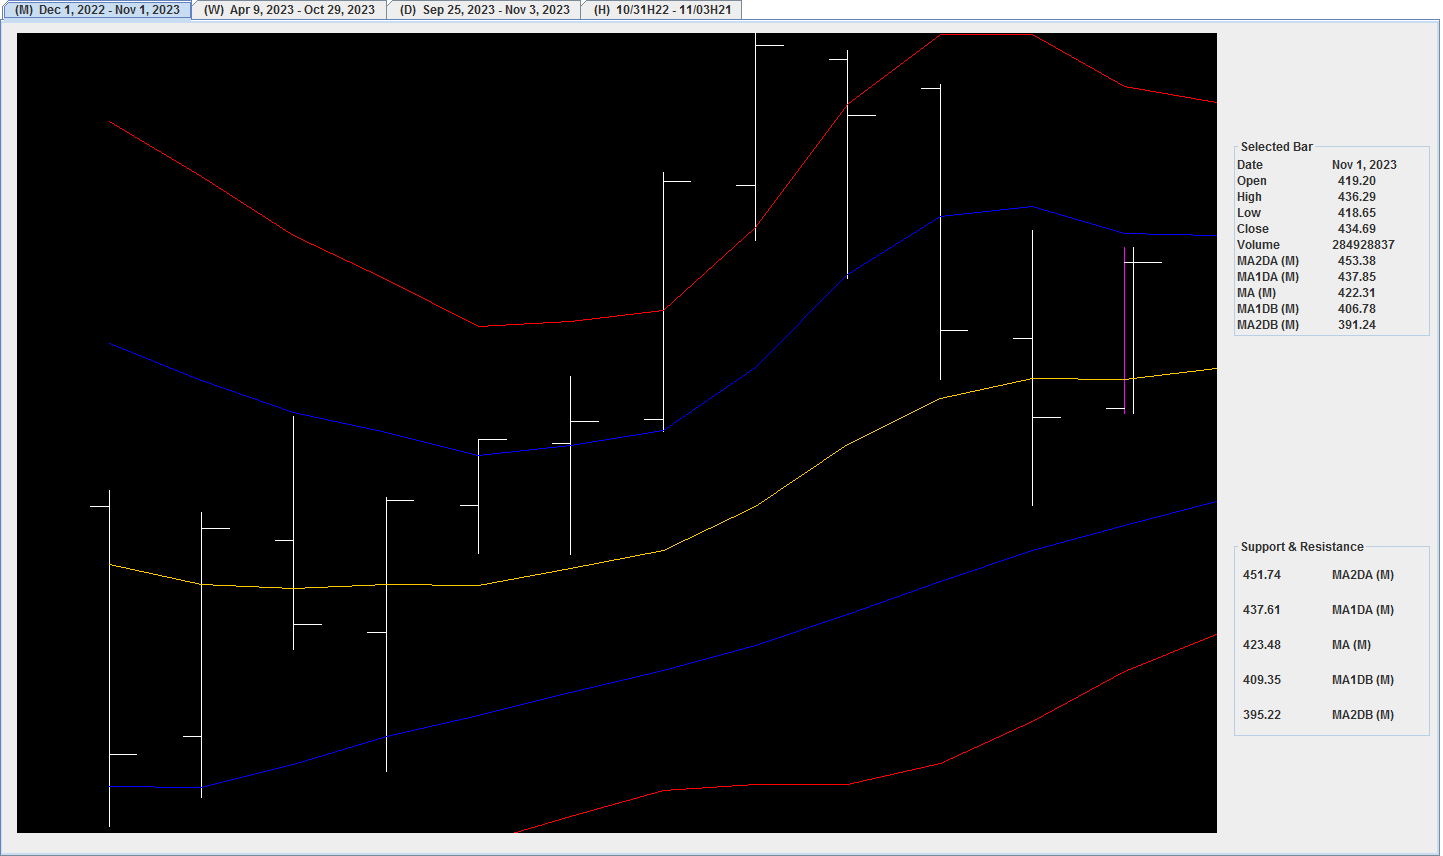 (M) Dec 1, 2022 - Nov 1, 2023 (W) Apr 9, 2023 - Oct 29, 2023 (D) Sep 25, 2023 - Nov 3, 2023 (H) 10/31H22 - 11/03H21
Selected Bar
Date Nov 1, 2023
Open 419.20
High 436.29
Low 418.65
Close 434.69
Volume 284928837
MA2DA (M) 453.38
MA1DA (M) 437.85
MA (M) 422.31
MA1DB (M) 406.78
MA2DB (M) 391.24
Support & Resistance
451.74 MA2DA (M)
437.61 MA1DA (M)
423.48 MA (M)
409.35 MA1DB (M)
395.22 MA2DB (M)